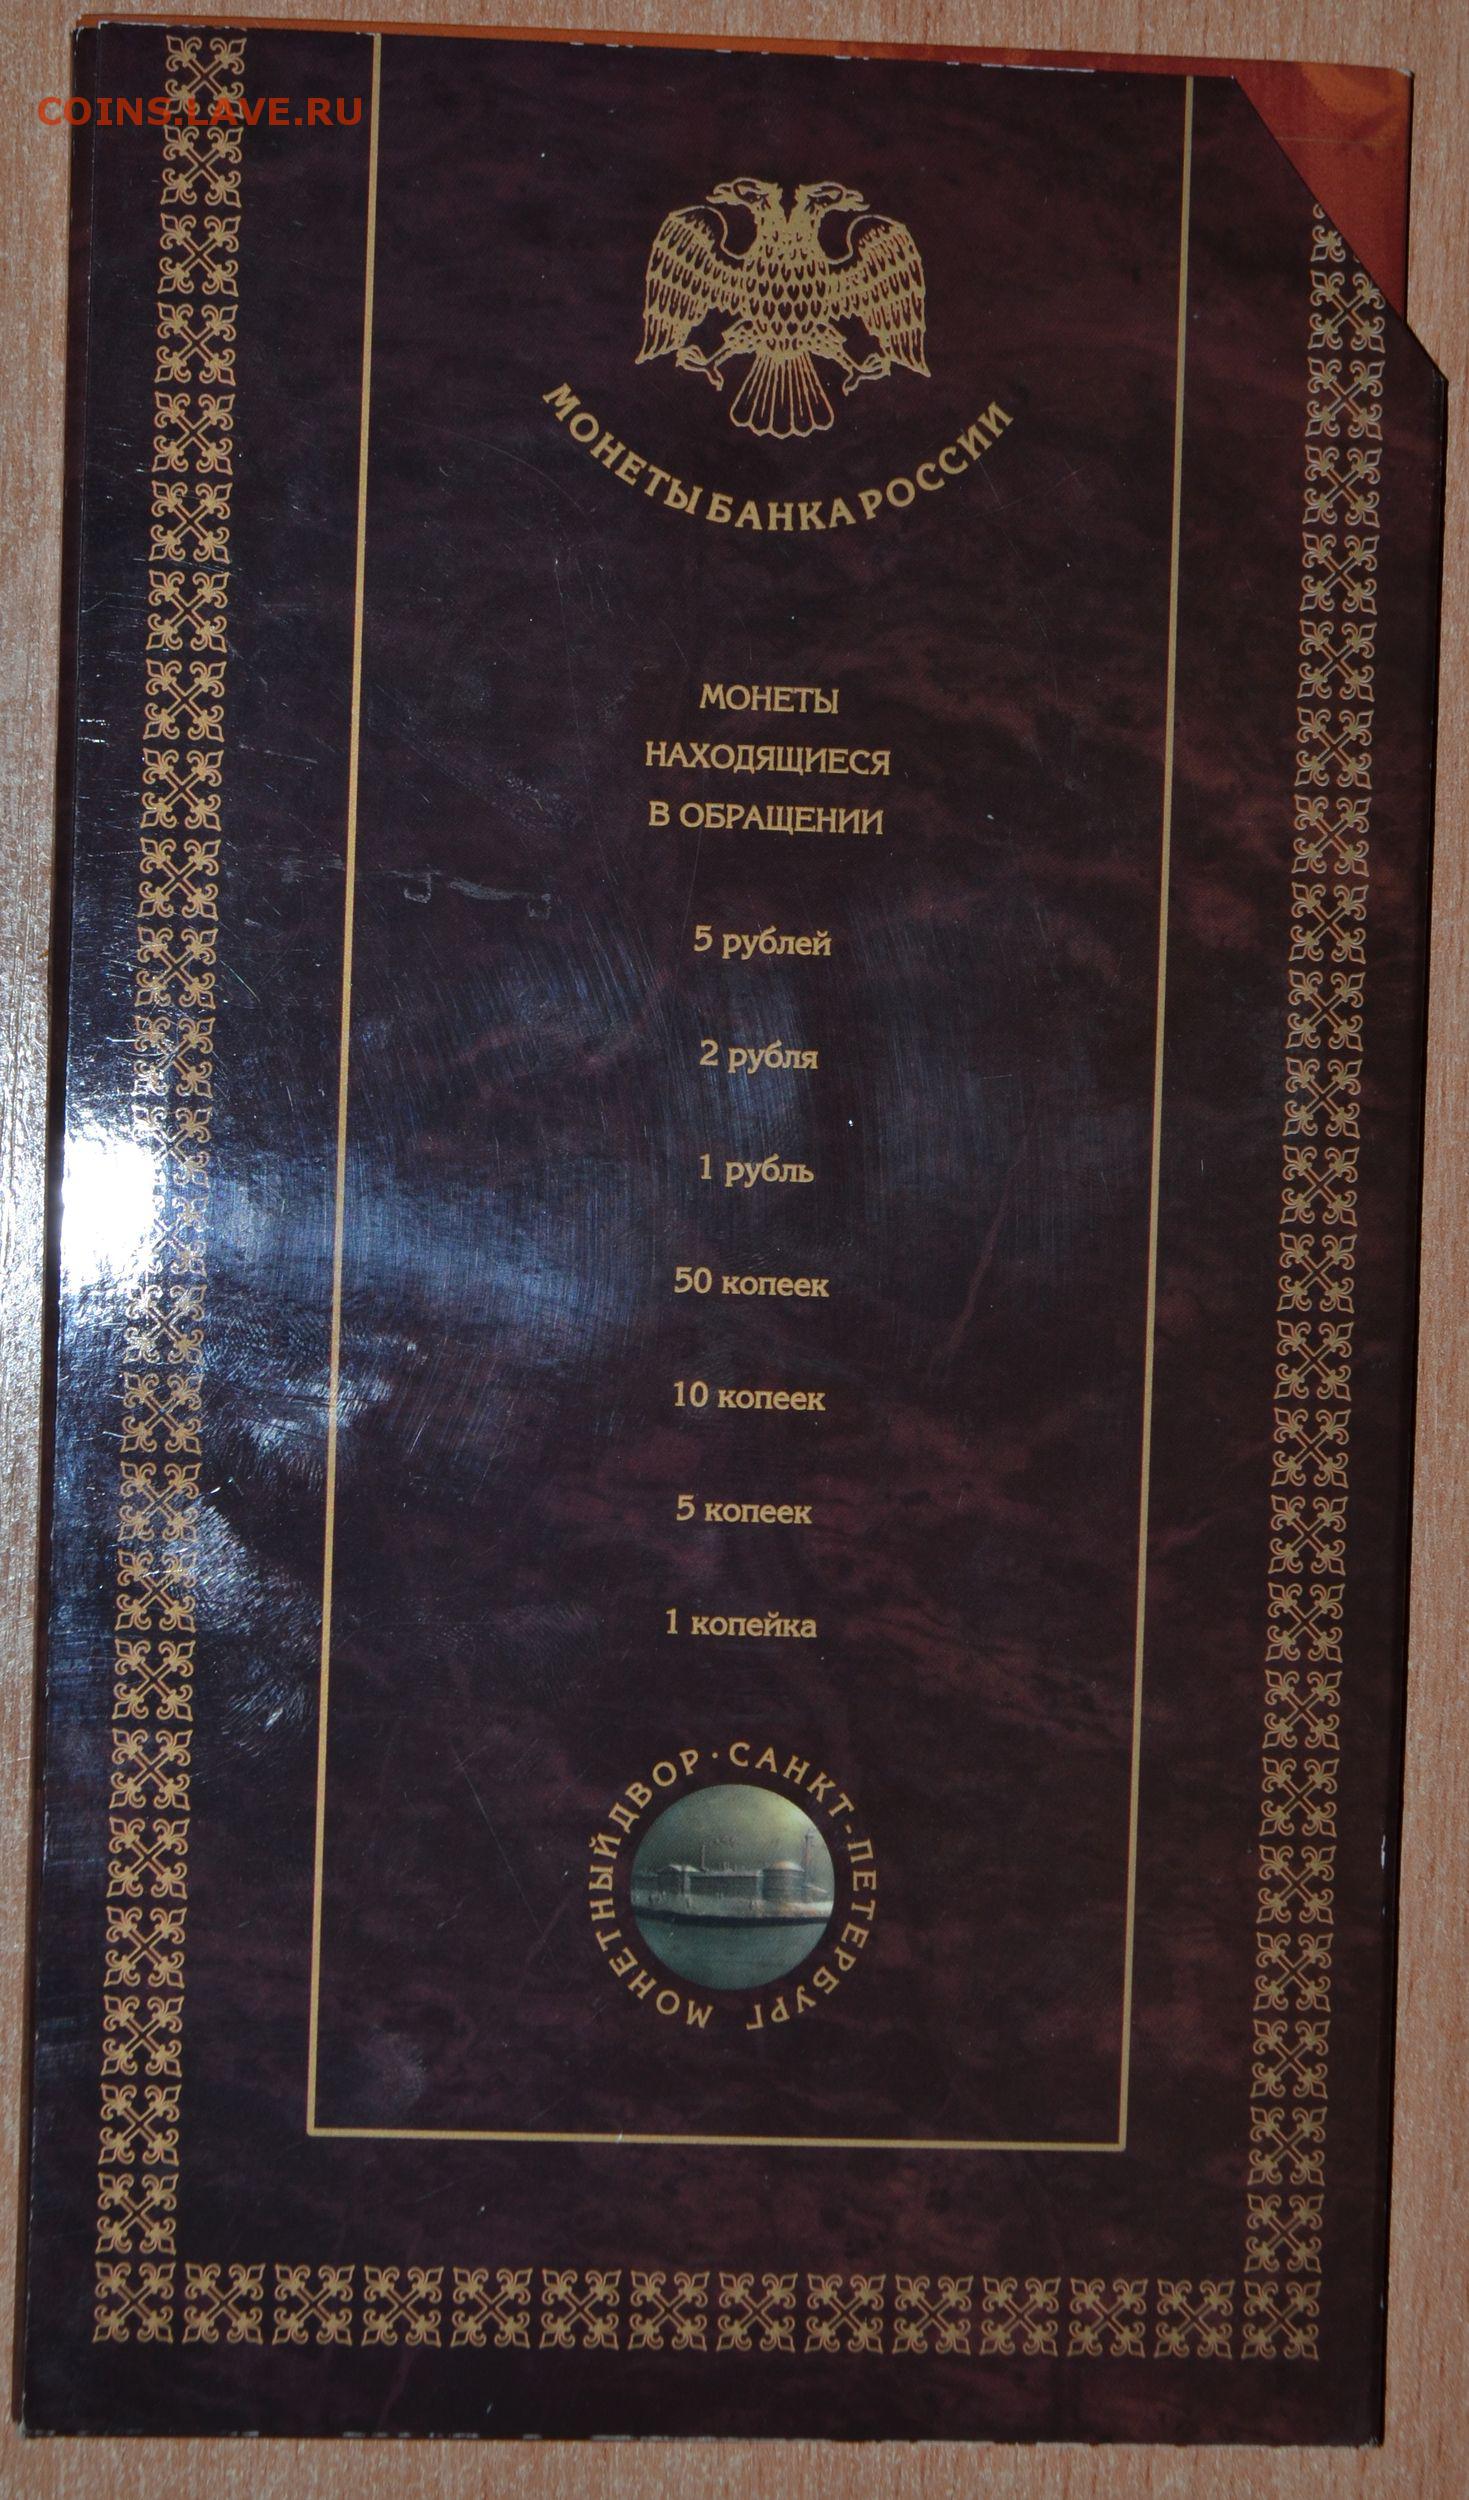 COINS.LAVE.RU
МОНЕТЫ БАНКА РОССИИ
МОНЕТЫ
НАХОДЯЩИЕСЯ
В ОБРАЩЕНИИ
5 рублей
2 рубля
1 рубль
50 копеек
10 копеек
5 копеек
1 копейка
МОНЕТНЫЙ ДВОР · САНКТ-ПЕТЕРБУРГ